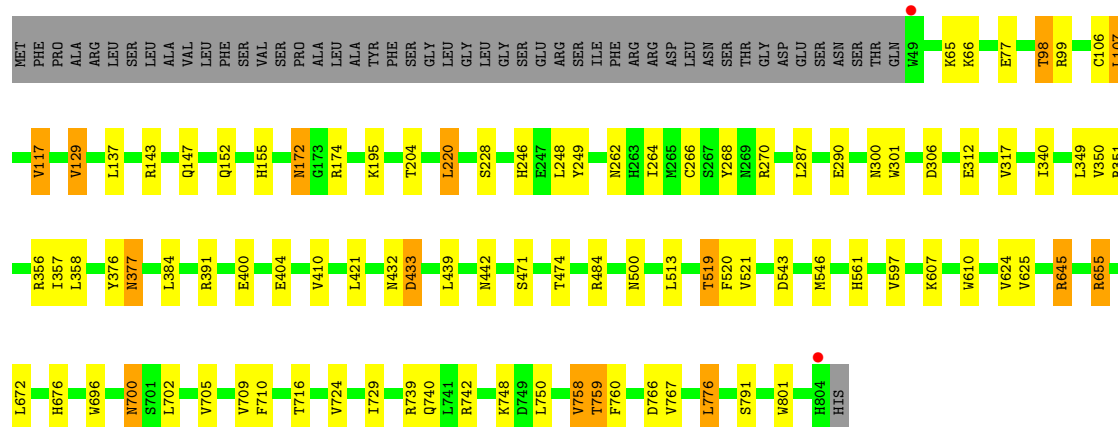 MET PHE PRO ALA ARG LEU SER LEU ALA VAL LEU PHE SER VAL SER PRO ALA LEU ALA TYR PHE SER GLY LEU GLY LEU GLY SER GLU ARG SER ILE PHE ARG ARG ASP LEU ASN SER THR GLY ASP GLU SER ASN SER THR GLN W49 K65 K66 E77 T98 R99 C106 L107
V117 V129 L137 R143 Q147 Q152 H155 N172 G173 R174 K195 T204 L220 S228 H246 E247 L248 Y249 N262 H263 I264 M265 C266 S267 Y268 N269 R270 L287 E290 N300 W301 D306 E312 V317 I340 L349 V350 R351
R356 I357 L358 Y376 N377 L384 R391 E400 E404 V410 L421 N432 D433 L439 N442 S471 T474 R484 N500 L513 T519 F520 V521 D543 M546 H561 V597 K607 W610 V624 V625 R645 R655
L672 H676 W696 N700 S701 L702 V705 V709 F710 T716 V724 I729 R739 Q740 L741 R742 K748 D749 L750 V758 T759 F760 D766 V767 L776 S791 W801 H804 HIS